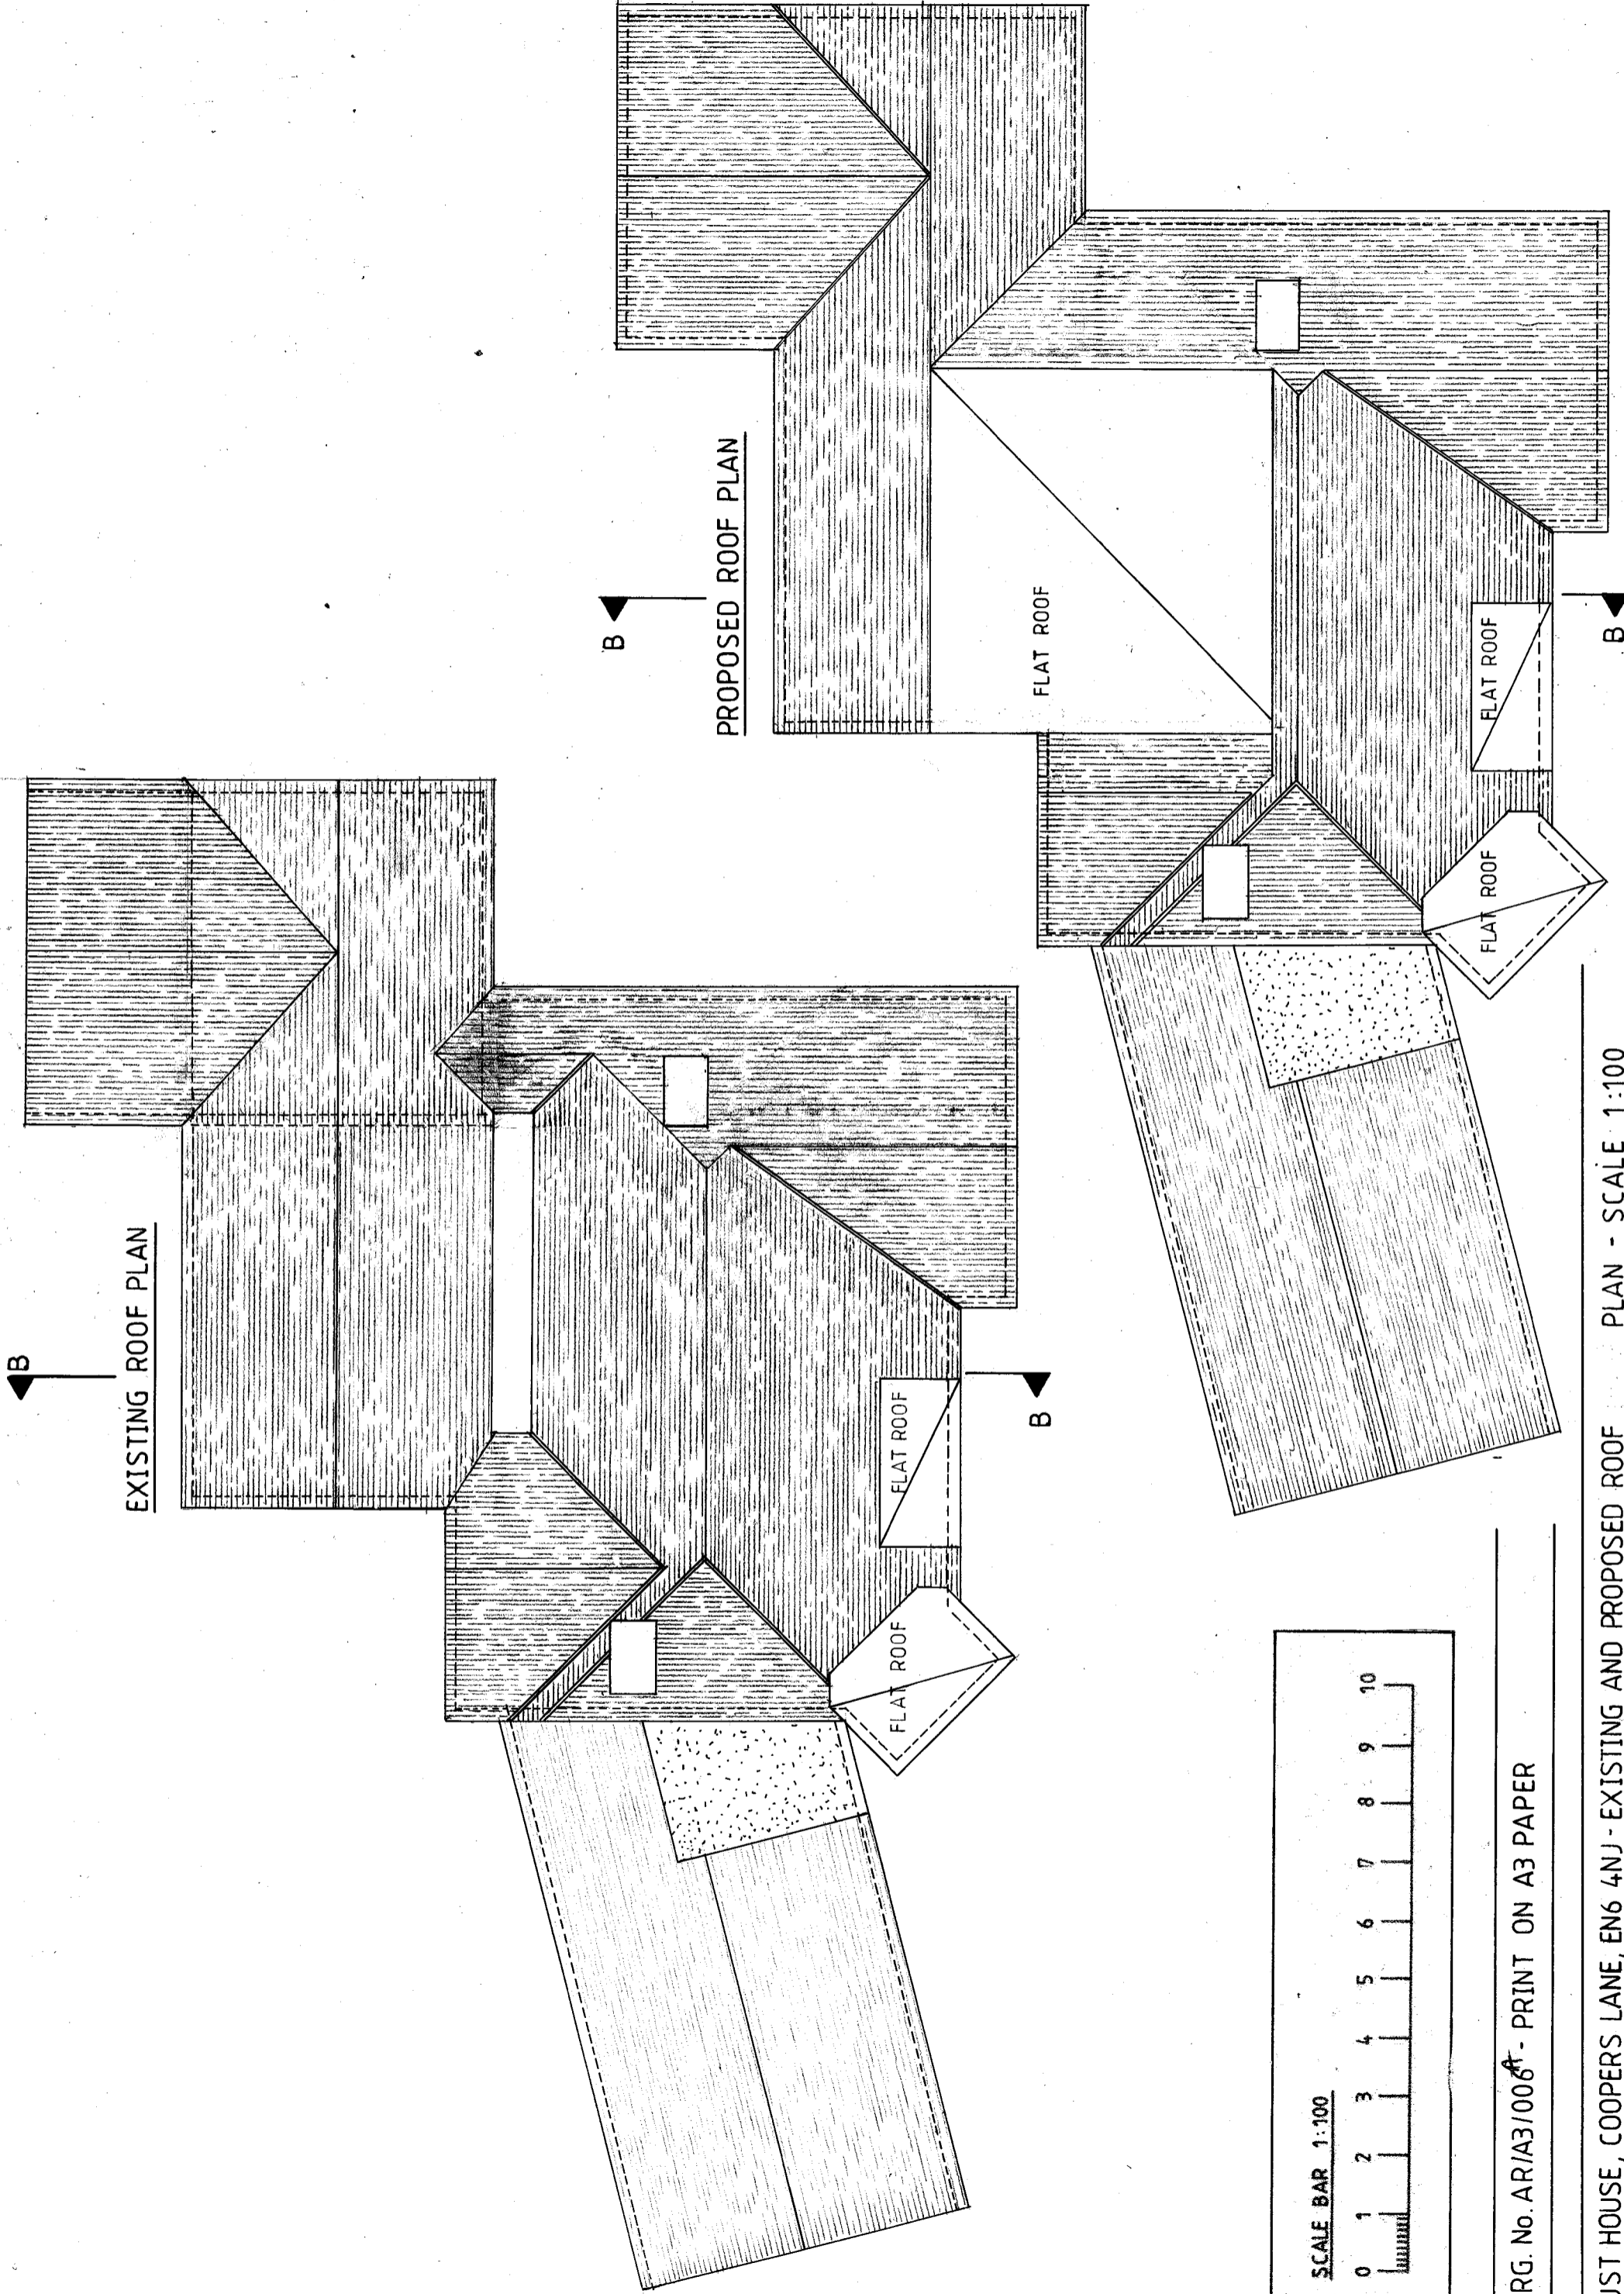 B
EXISTING ROOF PLAN
FLAT ROOF
FLAT ROOF
B
B
PROPOSED ROOF PLAN
FLAT ROOF
FLAT ROOF
FLAT ROOF
B
SCALE BAR 1:100
0 1 2 3 4 5 6 7 8 9 10
RG. No. AR/A3/006A - PRINT ON A3 PAPER
UST HOUSE, COOPERS LANE, EN6 4NJ - EXISTING AND PROPOSED ROOF PLAN - SCALE 1:100